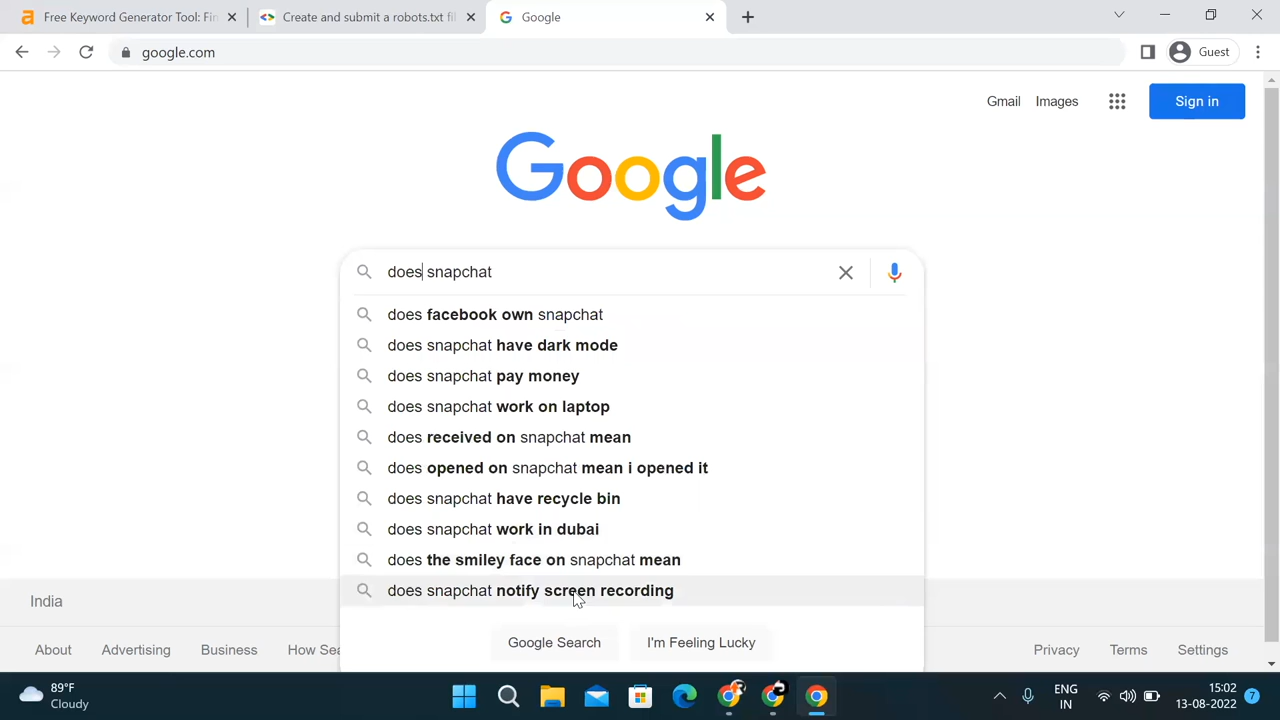 Free Keyword Generator Tool: Fin
Create and submit a robots.txt fil
Google
google.com
Guest
Gmail
Images
Sign in
Google
does snapchat
does facebook own snapchat
does snapchat have dark mode
does snapchat pay money
does snapchat work on laptop
does received on snapchat mean
does opened on snapchat mean i opened it
does snapchat have recycle bin
does snapchat work in dubai
does the smiley face on snapchat mean
does snapchat notify screen recording
India
Google Search
I'm Feeling Lucky
About
Advertising
Business
How Sea
Privacy
Terms
Settings
89°F
Cloudy
ENG
IN
15:02
13-08-2022
7